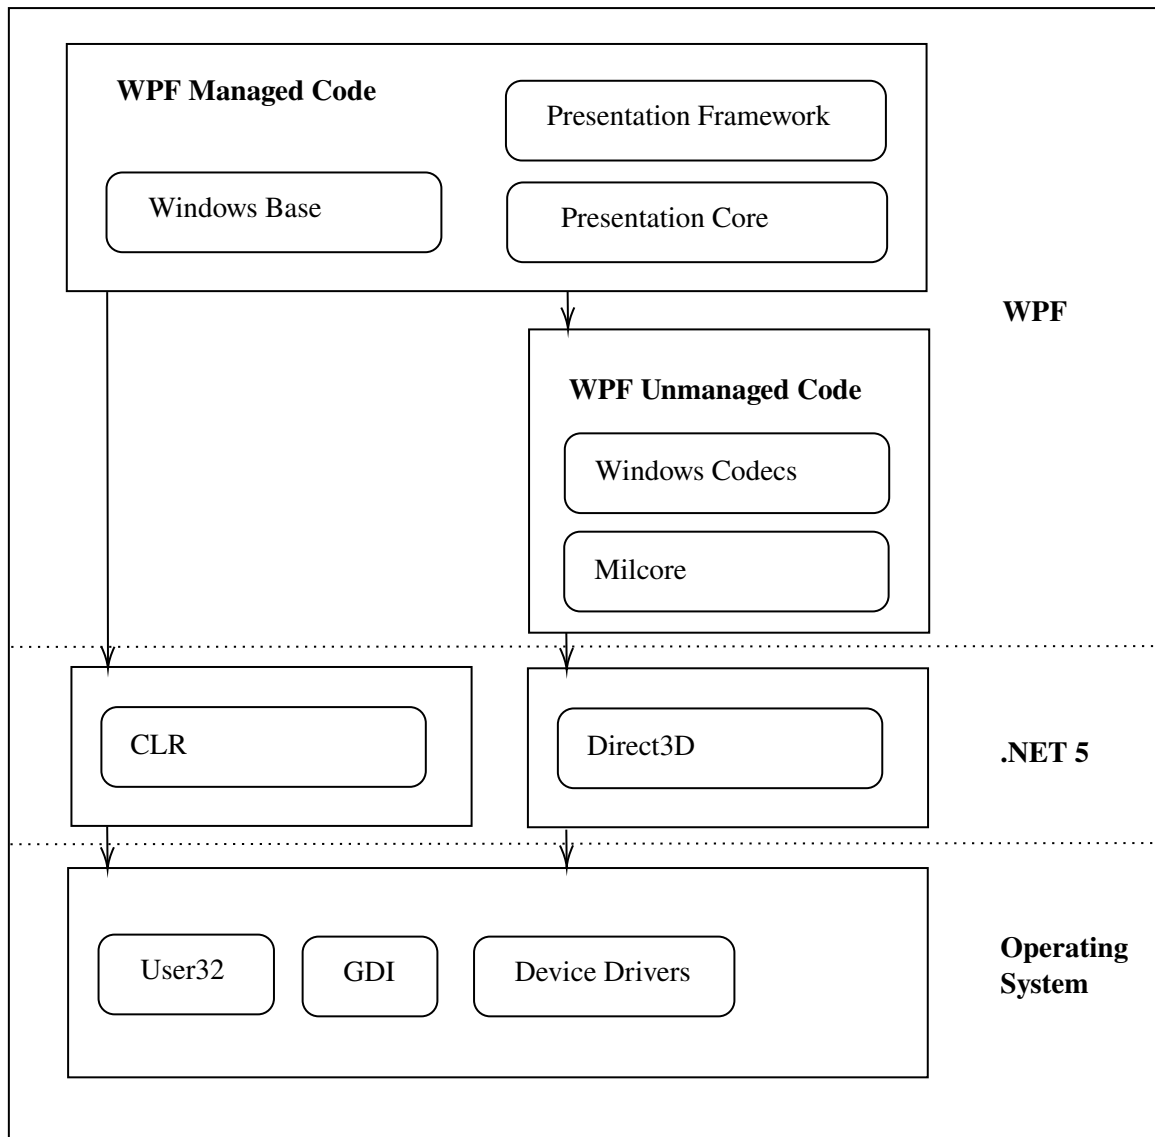 WPF Managed Code
Presentation Framework
Windows Base
Presentation Core
WPF
WPF Unmanaged Code
Windows Codecs
Milcore
CLR
Direct3D
.NET 5
User32
GDI
Device Drivers
Operating
System